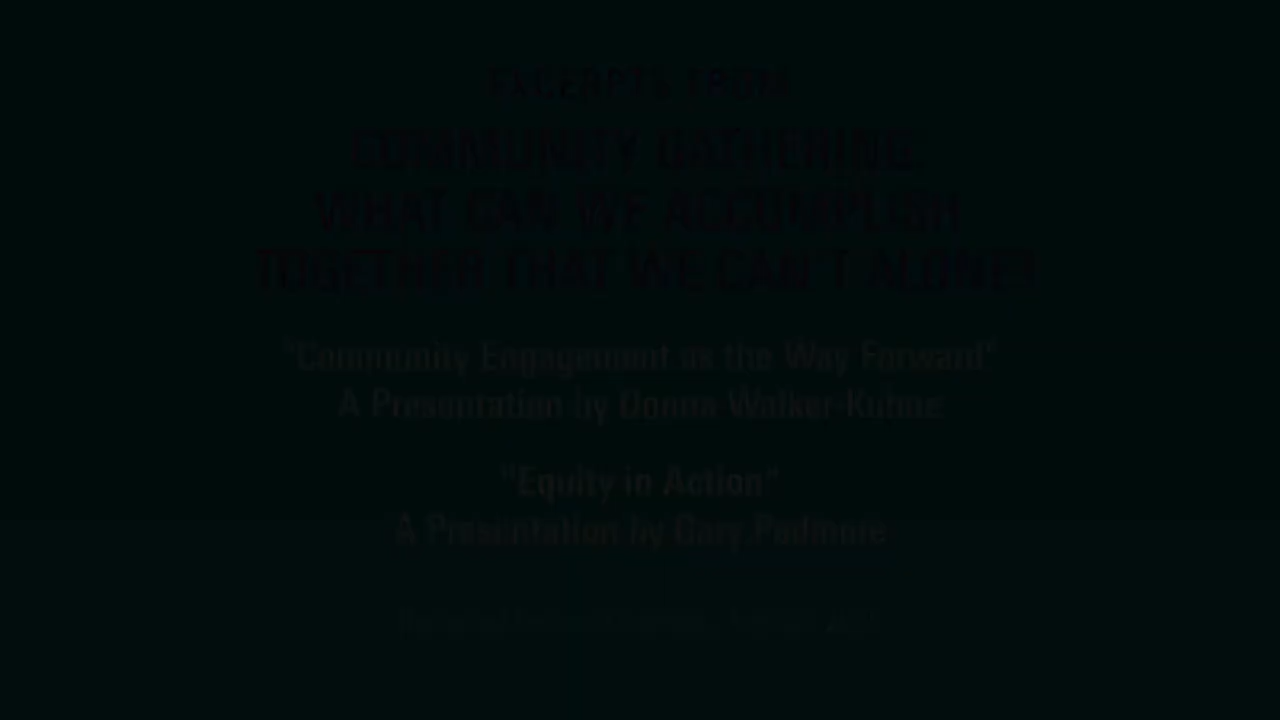 EXCERPTS FROM
COMMUNITY GATHERING:
WHAT CAN WE ACCOMPLISH
TOGETHER THAT WE CAN'T ALONE?
"Community Engagement as the Way Forward"
A Presentation by Donna Walker-Kuhne
"Equity in Action"
A Presentation by Gary